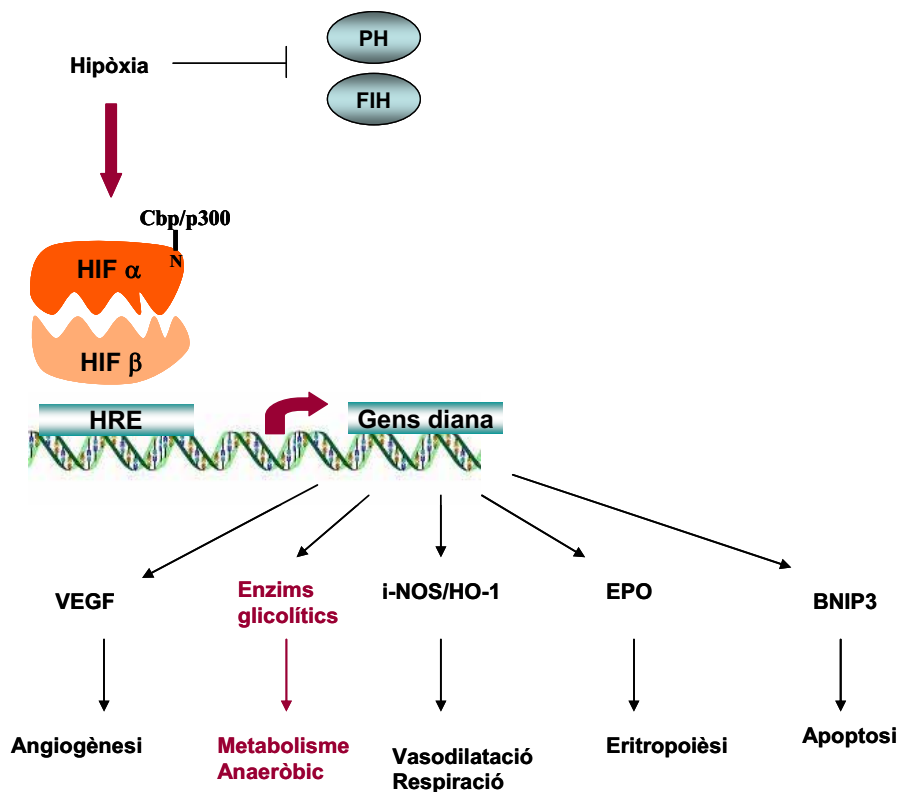 PH
Hipòxia
FIH
Cbp/p300
N
HIF α
HIF β
HRE
Gens diana
VEGF
Enzims
glicolítics
i-NOS/HO-1
EPO
BNIP3
Angiogènesi
Metabolisme
Anaeròbic
Vasodilatació
Respiració
Eritropoièsi
Apoptosi